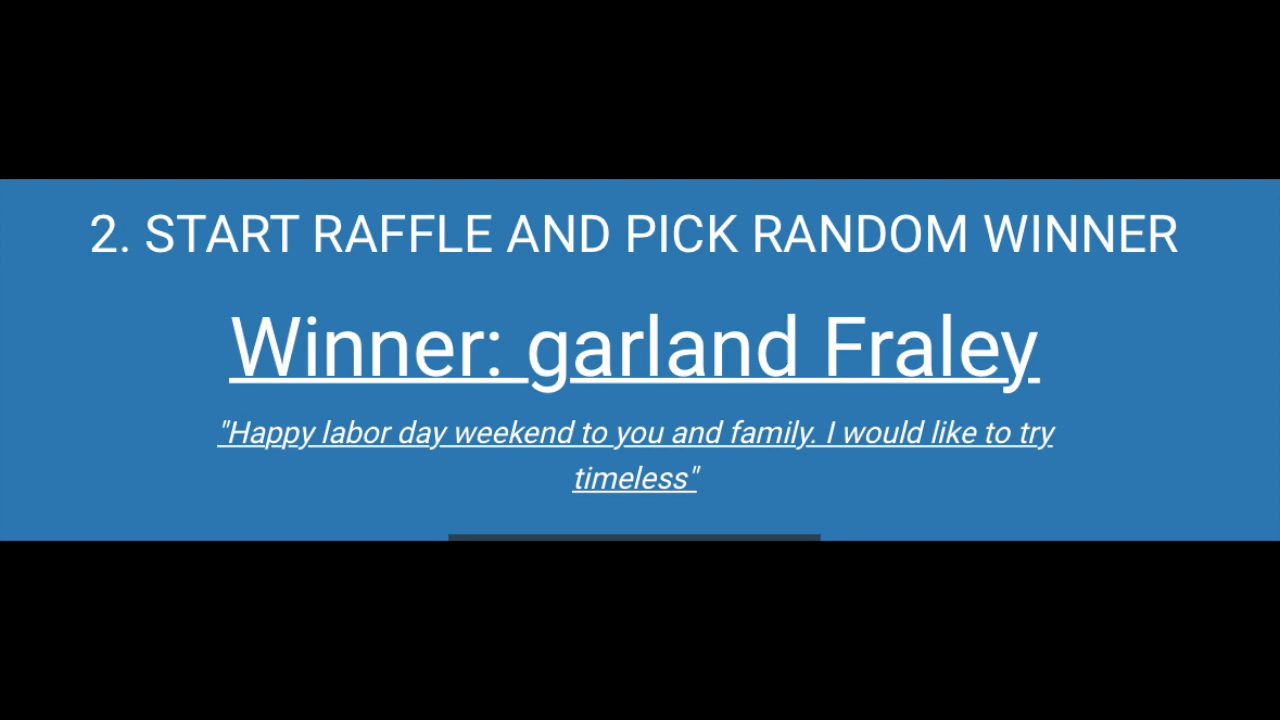 2. START RAFFLE AND PICK RANDOM WINNER
Winner: garland Fraley
"Happy labor day weekend to you and family. I would like to try
timeless"